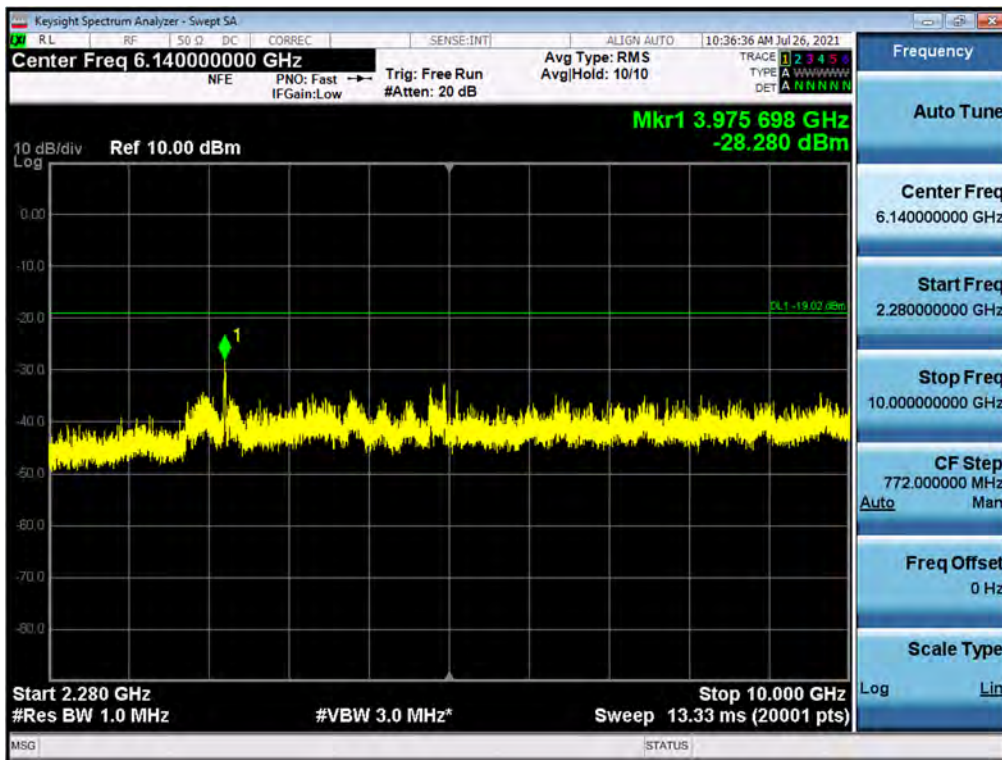 Keysight Spectrum Analyzer - Swept SA
LXI RL RF 50 Ω DC CORREC SENSE:INT ALIGN AUTO 10:36:36 AM Jul 26, 2021
Center Freq 6.140000000 GHz
NFE
PNO: Fast
IFGain:Low
Trig: Free Run
#Atten: 20 dB
Avg Type: RMS
Avg|Hold: 10/10
TRACE 1 2 3 4 5 6
TYPE A WWWWW
DET A N N N N N
Mkr1 3.975 698 GHz
-28.280 dBm
10 dB/div Ref 10.00 dBm
Log
0.00
-10.0
-20.0
-30.0
-40.0
-50.0
-60.0
-70.0
-80.0
DL1 -19.02 dBm
1
Start 2.280 GHz Stop 10.000 GHz
#Res BW 1.0 MHz #VBW 3.0 MHz* Sweep 13.33 ms (20001 pts)
MSG STATUS
Frequency
Auto Tune
Center Freq
6.140000000 GHz
Start Freq
2.280000000 GHz
Stop Freq
10.000000000 GHz
CF Step
772.000000 MHz
Auto Man
Freq Offset
0 Hz
Scale Type
Log Lin